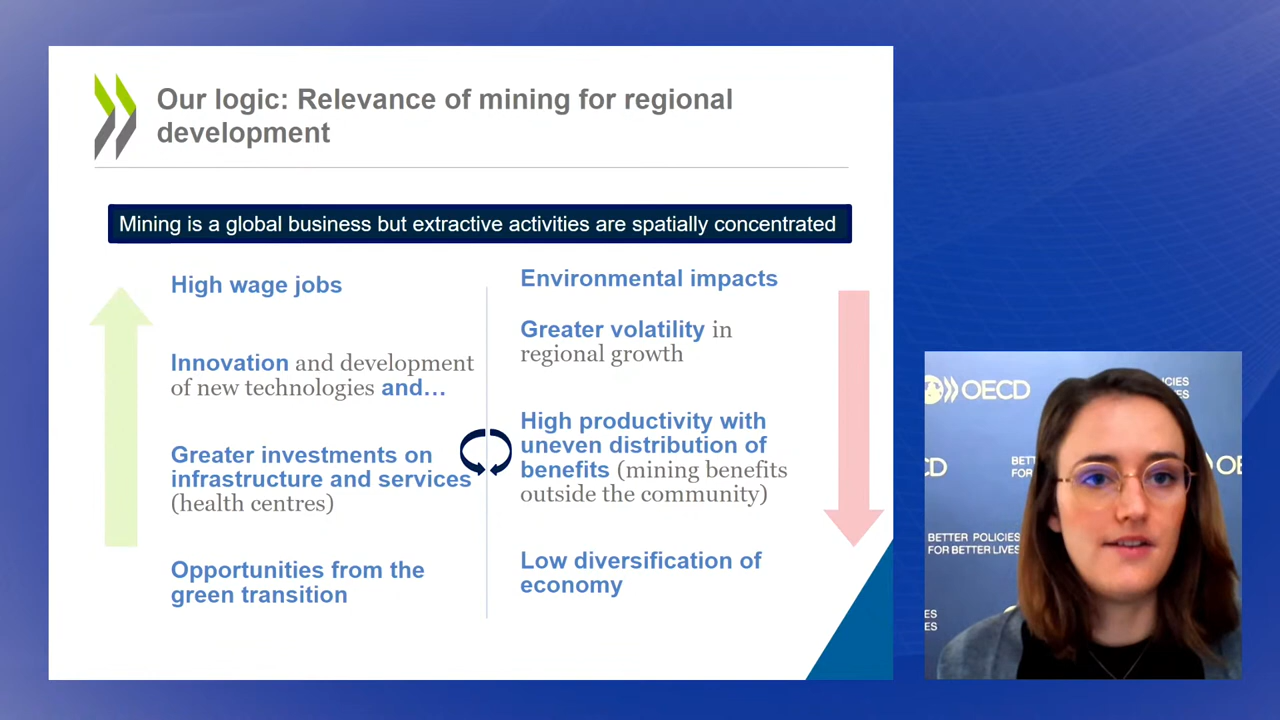 Our logic: Relevance of mining for regional
development
Mining is a global business but extractive activities are spatially concentrated
High wage jobs
Innovation and development
of new technologies and…
Greater investments on
infrastructure and services
(health centres)
Opportunities from the
green transition
Environmental impacts
Greater volatility in
regional growth
High productivity with
uneven distribution of
benefits (mining benefits
outside the community)
Low diversification of
economy
OECD
BETTER POLICIES
FOR BETTER LIVES